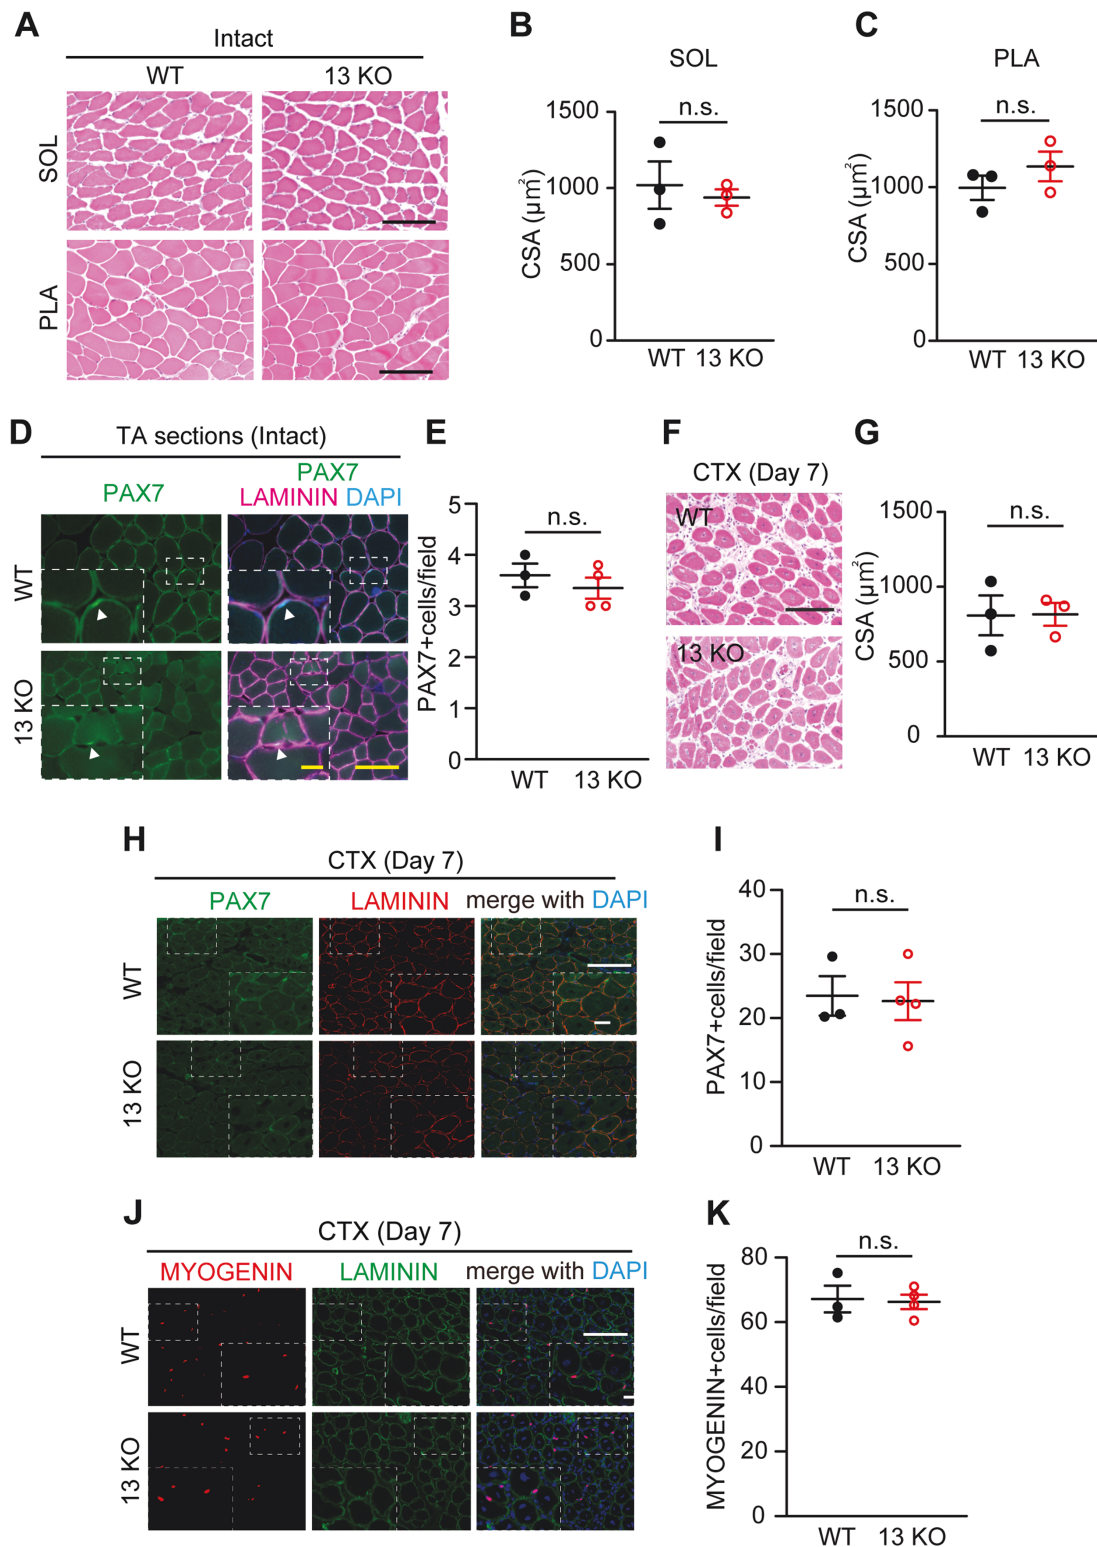 A
Intact
WT 13 KO
SOL
PLA
B
SOL
1500
1000
500
0
CSA (µm²)
n.s.
WT 13 KO
C
PLA
1500
1000
500
0
CSA (µm²)
n.s.
WT 13 KO
D
TA sections (Intact)
PAX7
PAX7
LAMININ DAPI
WT
13 KO
E
5
4
3
2
1
0
PAX7+cells/field
n.s.
WT 13 KO
F
CTX (Day 7)
WT
13 KO
G
1500
1000
500
0
CSA (µm²)
n.s.
WT 13 KO
H
CTX (Day 7)
PAX7 LAMININ merge with DAPI
WT
13 KO
I
40
30
20
10
0
PAX7+cells/field
n.s.
WT 13 KO
J
CTX (Day 7)
MYOGENIN LAMININ merge with DAPI
WT
13 KO
K
80
60
40
20
0
MYOGENIN+cells/field
n.s.
WT 13 KO